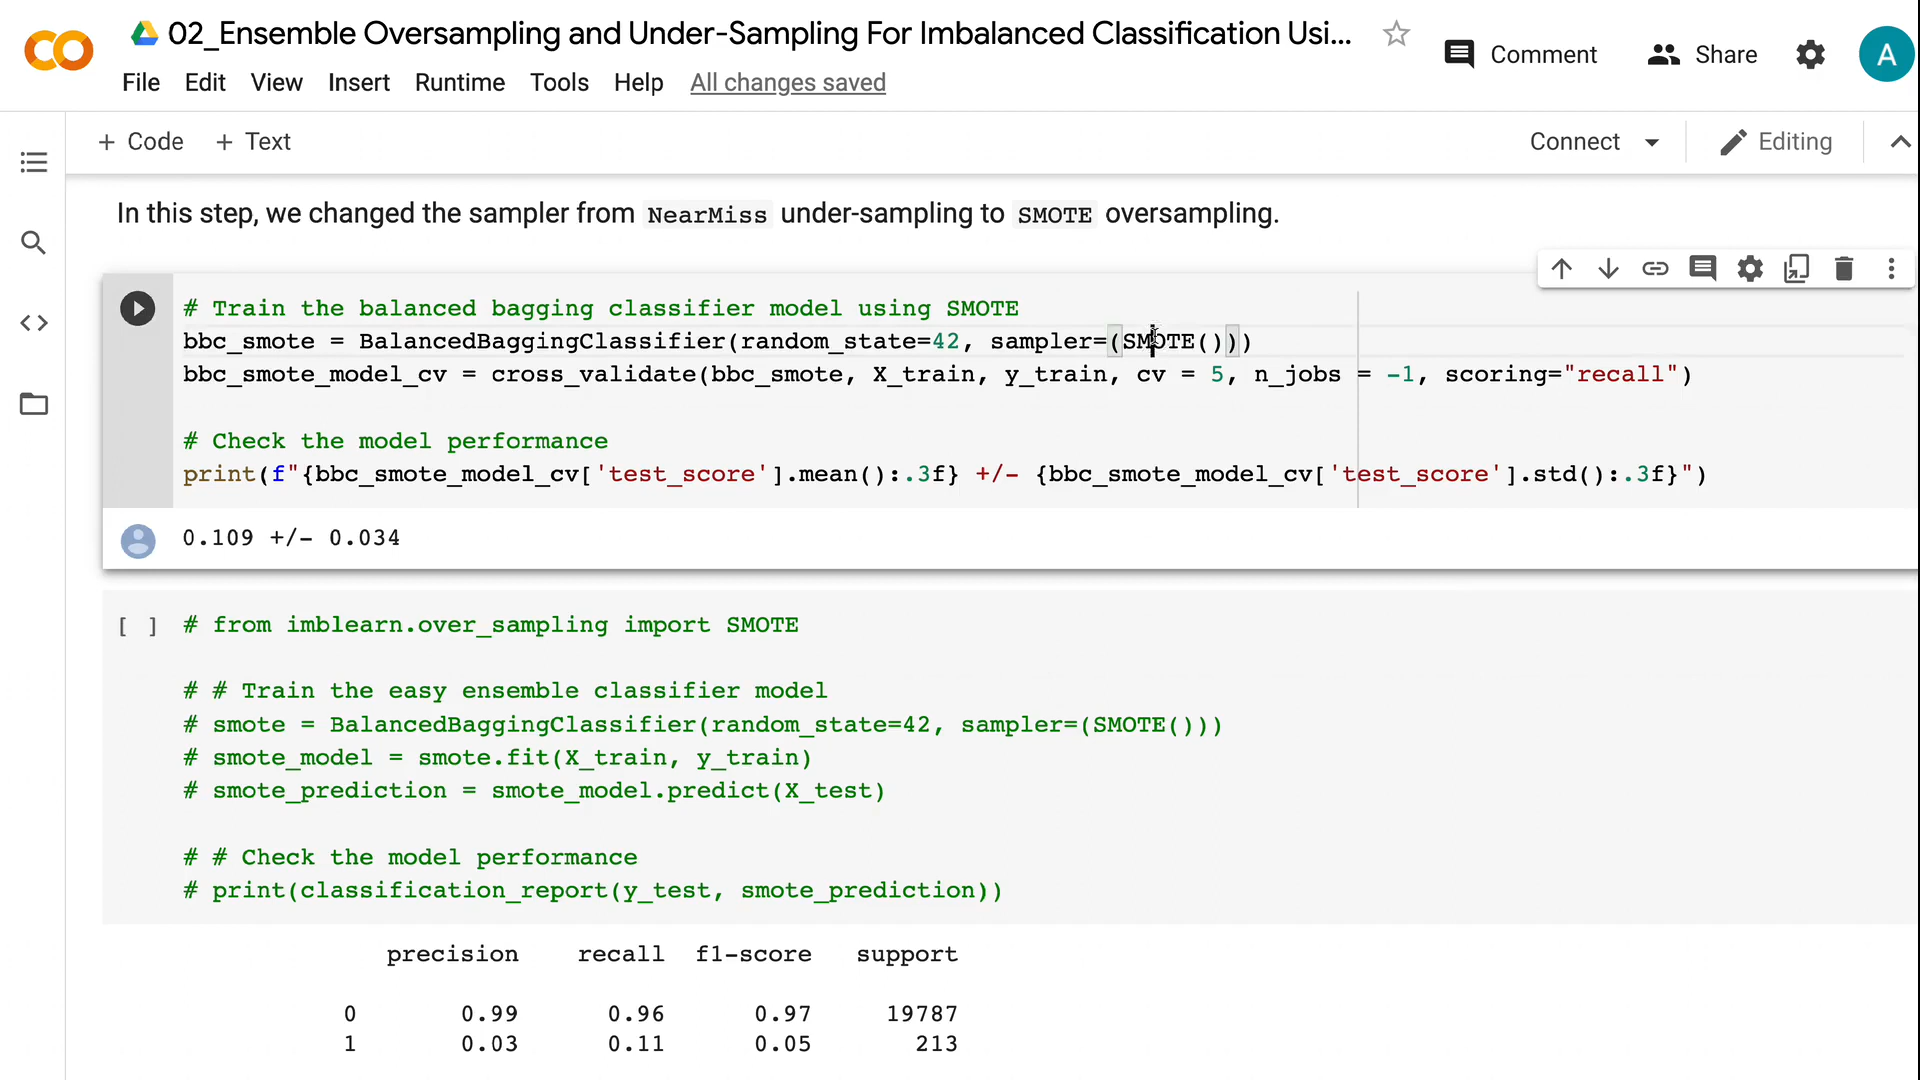 02_Ensemble Oversampling and Under-Sampling For Imbalanced Classification Usi...
Comment
Share
A
File Edit View Insert Runtime Tools Help All changes saved
+ Code + Text
Connect
Editing
In this step, we changed the sampler from NearMiss under-sampling to SMOTE oversampling.
# Train the balanced bagging classifier model using SMOTE
bbc_smote = BalancedBaggingClassifier(random_state=42, sampler=(SMOTE()))
bbc_smote_model_cv = cross_validate(bbc_smote, X_train, y_train, cv = 5, n_jobs = -1, scoring="recall")
# Check the model performance
print(f"{bbc_smote_model_cv['test_score'].mean():.3f} +/- {bbc_smote_model_cv['test_score'].std():.3f}")
0.109 +/- 0.034
[ ] # from imblearn.over_sampling import SMOTE
# # Train the easy ensemble classifier model
# smote = BalancedBaggingClassifier(random_state=42, sampler=(SMOTE()))
# smote_model = smote.fit(X_train, y_train)
# smote_prediction = smote_model.predict(X_test)
# # Check the model performance
# print(classification_report(y_test, smote_prediction))
precision recall f1-score support
0 0.99 0.96 0.97 19787
1 0.03 0.11 0.05 213